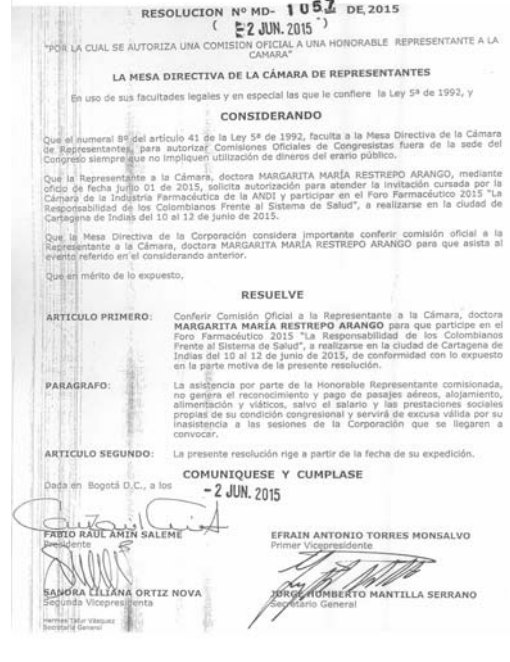 RESOLUCION Nº MD- 1057 DE 2015
( - 2 JUN. 2015 )
"POR LA CUAL SE AUTORIZA UNA COMISION OFICIAL A UNA HONORABLE REPRESENTANTE A LA
CAMARA"
LA MESA DIRECTIVA DE LA CÁMARA DE REPRESENTANTES
En uso de sus facultades legales y en especial las que le confiere la Ley 5ª de 1992, y
CONSIDERANDO
Que el numeral 8º del artículo 41 de la Ley 5ª de 1992, faculta a la Mesa Directiva de la Cámara
de Representantes, para autorizar Comisiones Oficiales de Congresistas fuera de la sede del
Congreso siempre que no impliquen utilización de dineros del erario público.
Que la Representante a la Cámara, doctora MARGARITA MARÍA RESTREPO ARANGO, mediante
oficio de fecha junio 01 de 2015, solicita autorización para atender la invitación cursada por la
Cámara de la Industria Farmacéutica de la ANDI y participar en el Foro Farmacéutico 2015 "La
Responsabilidad de los Colombianos Frente al Sistema de Salud", a realizarse en la ciudad de
Cartagena de Indias del 10 al 12 de junio de 2015.
Que la Mesa Directiva de la Corporación considera importante conferir comisión oficial a la
Representante a la Cámara, doctora MARGARITA MARÍA RESTREPO ARANGO para que asista al
evento referido en el considerando anterior.
Que en mérito de lo expuesto,
RESUELVE
ARTICULO PRIMERO: Conferir Comisión Oficial a la Representante a la Cámara, doctora
MARGARITA MARÍA RESTREPO ARANGO para que participe en el
Foro Farmacéutico 2015 "La Responsabilidad de los Colombianos
Frente al Sistema de Salud", a realizarse en la ciudad de Cartagena de
Indias del 10 al 12 de junio de 2015, de conformidad con lo expuesto
en la parte motiva de la presente resolución.
PARAGRAFO: La asistencia por parte de la Honorable Representante comisionada,
no genera el reconocimiento y pago de pasajes aéreos, alojamiento,
alimentación y viáticos, salvo el salario y las prestaciones sociales
propias de su condición congresional y servirá de excusa válida por su
inasistencia a las sesiones de la Corporación que se llegaren a
convocar.
ARTICULO SEGUNDO: La presente resolución rige a partir de la fecha de su expedición.
COMUNIQUESE Y CUMPLASE
Dada en Bogotá D.C., a los
- 2 JUN. 2015
FABIO RAUL AMIN SALEME EFRAIN ANTONIO TORRES MONSALVO
Presidente Primer Vicepresidente
SANDRA LILIANA ORTIZ NOVA JORGE HUMBERTO MANTILLA SERRANO
Segunda Vicepresidenta Secretario General
Hermes Tafur Vásquez
Secretaría General